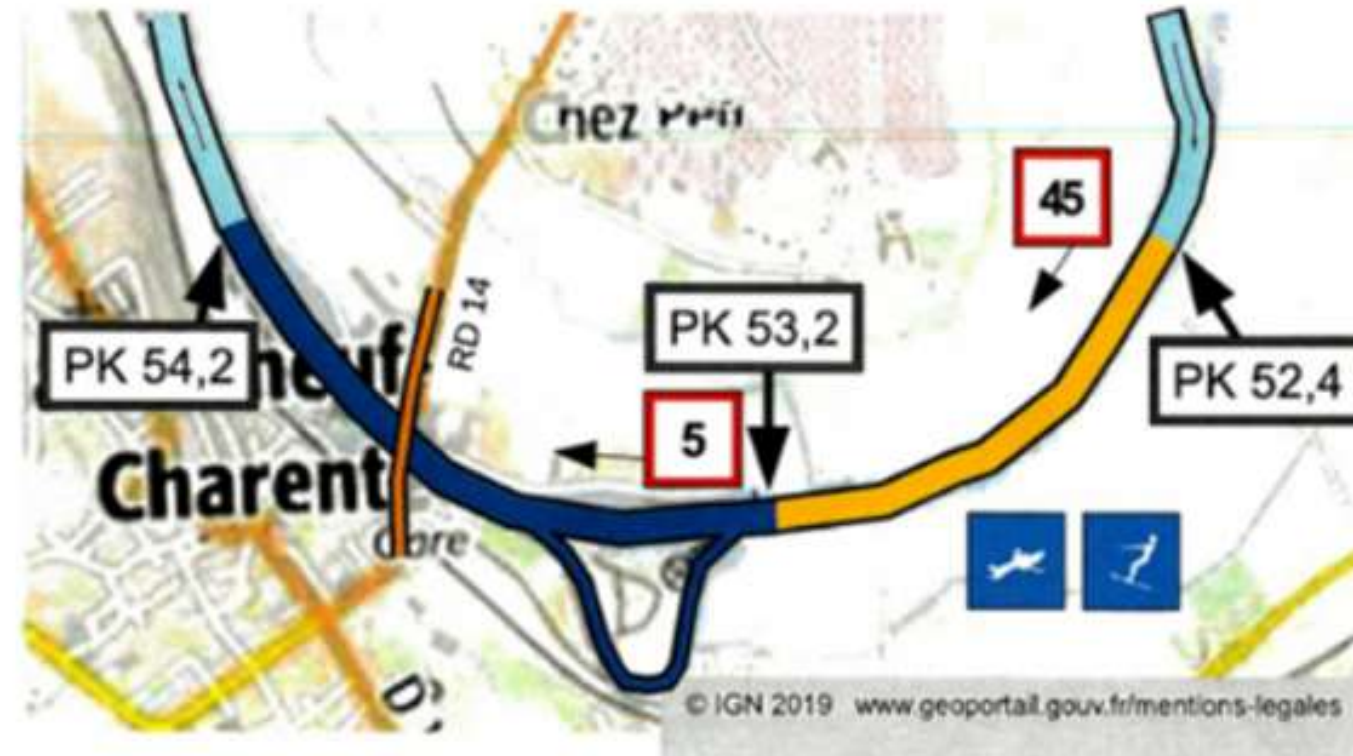 45
RD 14
PK 53,2
PK 54,2
PK 52,4
5
Charent
© IGN 2019 www.geoportail.gouv.fr/mentions-legales